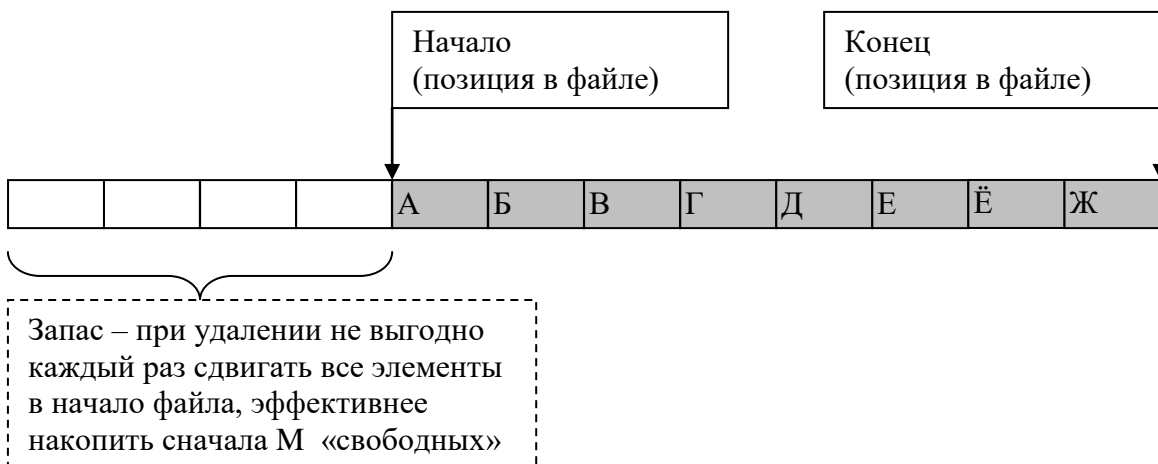 Начало
(позиция в файле)
Конец
(позиция в файле)
А Б В Г Д Е Ё Ж
Запас – при удалении не выгодно
каждый раз сдвигать все элементы
в начало файла, эффективнее
накопить сначала М «свободных»